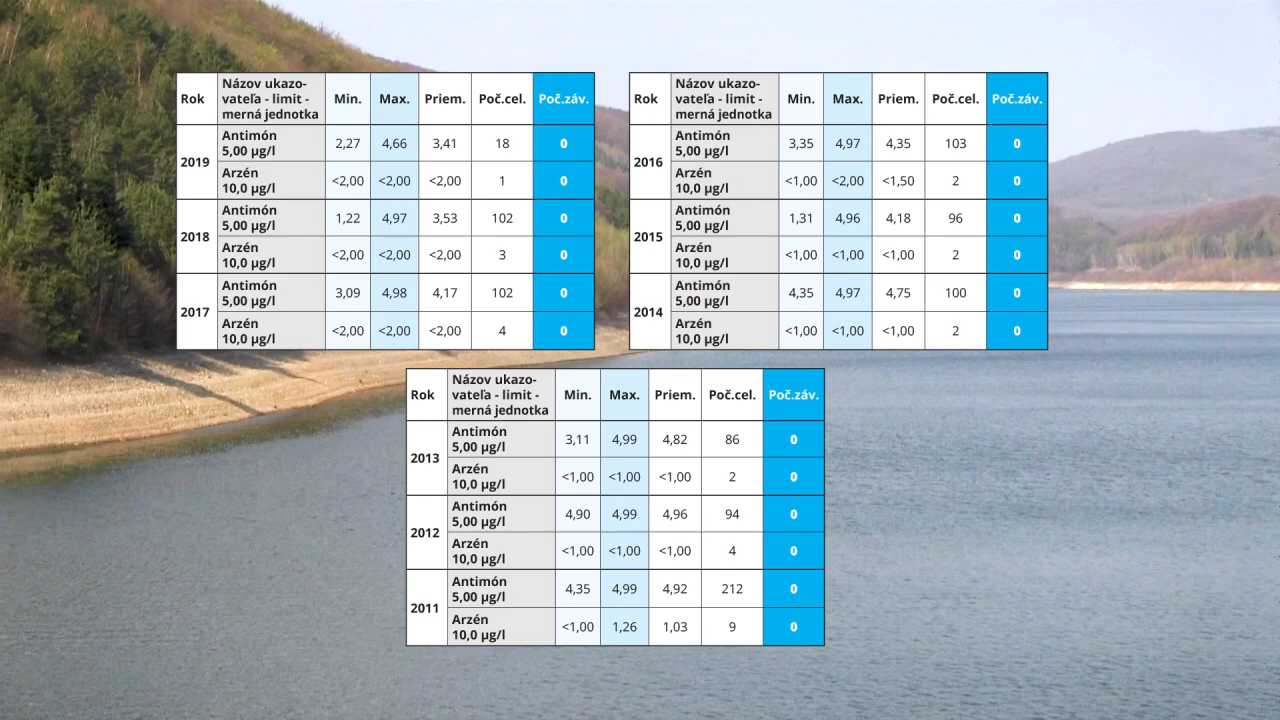 Rok Názov ukazo-
vateľa - limit -
merná jednotka Min. Max. Priem. Poč.cel. Poč.záv.
2019 Antimón
5,00 µg/l 2,27 4,66 3,41 18 0
Arzén
10,0 µg/l <2,00 <2,00 <2,00 1 0
2018 Antimón
5,00 µg/l 1,22 4,97 3,53 102 0
Arzén
10,0 µg/l <2,00 <2,00 <2,00 3 0
2017 Antimón
5,00 µg/l 3,09 4,98 4,17 102 0
Arzén
10,0 µg/l <2,00 <2,00 <2,00 4 0
Rok Názov ukazo-
vateľa - limit -
merná jednotka Min. Max. Priem. Poč.cel. Poč.záv.
2016 Antimón
5,00 µg/l 3,35 4,97 4,35 103 0
Arzén
10,0 µg/l <1,00 <2,00 <1,50 2 0
2015 Antimón
5,00 µg/l 1,31 4,96 4,18 96 0
Arzén
10,0 µg/l <1,00 <1,00 <1,00 2 0
2014 Antimón
5,00 µg/l 4,35 4,97 4,75 100 0
Arzén
10,0 µg/l <1,00 <1,00 <1,00 2 0
Rok Názov ukazo-
vateľa - limit -
merná jednotka Min. Max. Priem. Poč.cel. Poč.záv.
2013 Antimón
5,00 µg/l 3,11 4,99 4,82 86 0
Arzén
10,0 µg/l <1,00 <1,00 <1,00 2 0
2012 Antimón
5,00 µg/l 4,90 4,99 4,96 94 0
Arzén
10,0 µg/l <1,00 <1,00 <1,00 4 0
2011 Antimón
5,00 µg/l 4,35 4,99 4,92 212 0
Arzén
10,0 µg/l <1,00 1,26 1,03 9 0